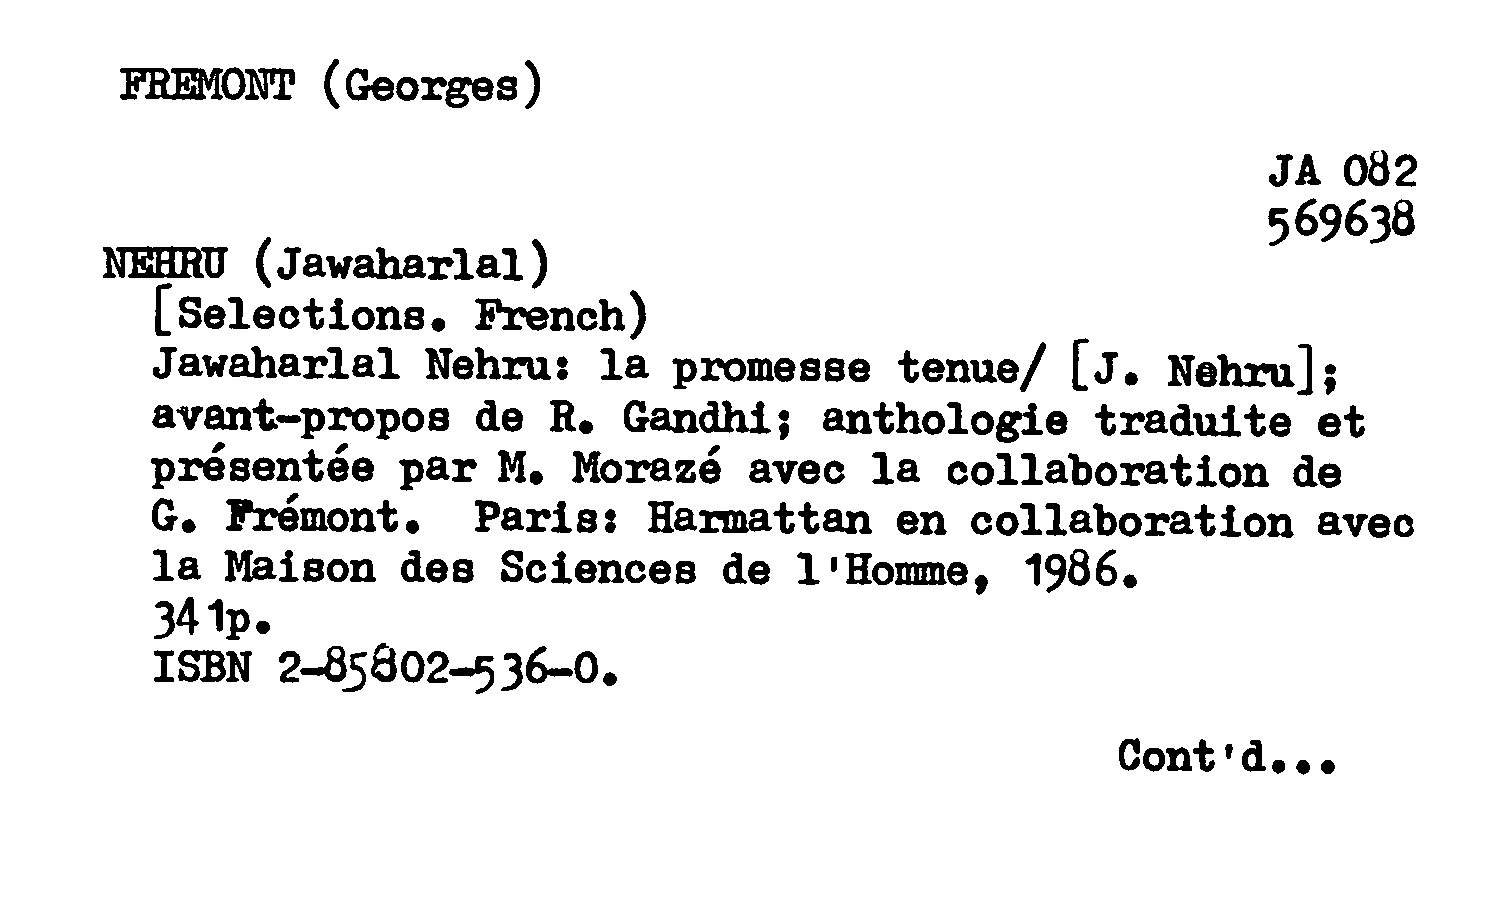 FREMONT (Georges)
JA 082
569638
NEHRU (Jawaharlal)
[Selections. French)
Jawaharlal Nehru: la promesse tenue/ [J. Nehru];
avant-propos de R. Gandhi; anthologie traduite et
présentée par M. Morazé avec la collaboration de
G. Frémont. Paris: Harmattan en collaboration avec
la Maison des Sciences de l'Homme, 1986.
341p.
ISBN 2-85802-536-0.
Cont'd...